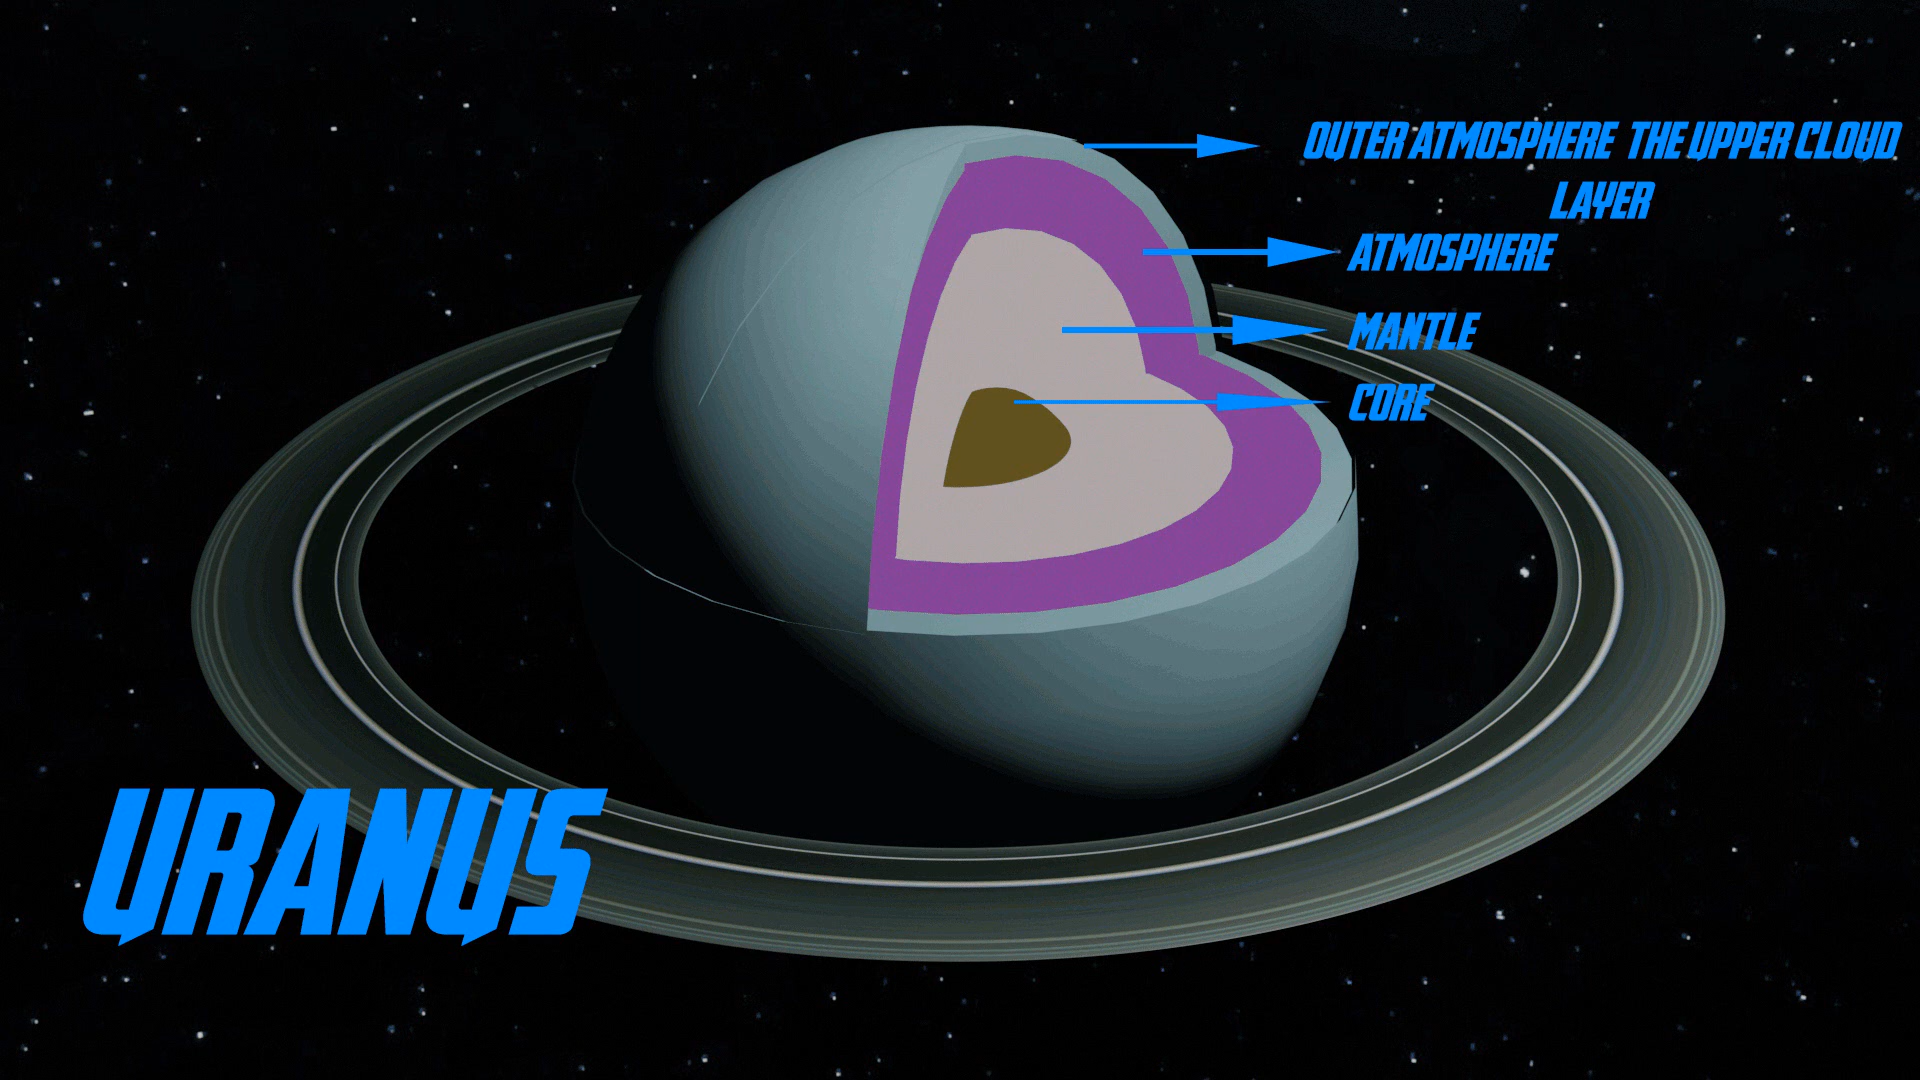 OUTER ATMOSPHERE THE UPPER CLOUD
LAYER
ATMOSPHERE
MANTLE
CORE
URANUS